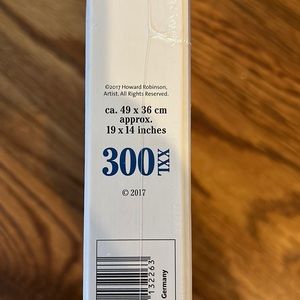 ©2017 Howard Robinson,
Artist. All Rights Reserved.
ca. 49 x 36 cm
approx.
19 x 14 inches
300 XXL
© 2017
132263
Germany